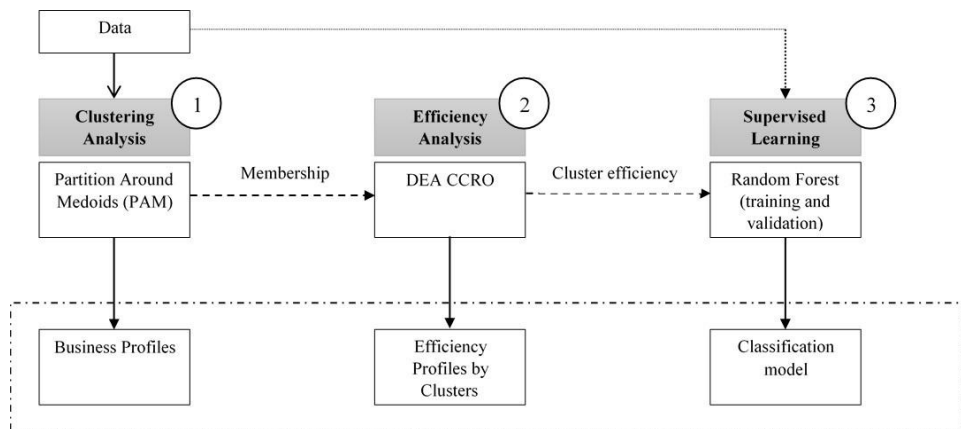 Data
1
Clustering
Analysis
2
Efficiency
Analysis
3
Supervised
Learning
Partition Around
Medoids (PAM)
Membership
DEA CCRO
Cluster efficiency
Random Forest
(training and
validation)
Business Profiles
Efficiency
Profiles by
Clusters
Classification
model